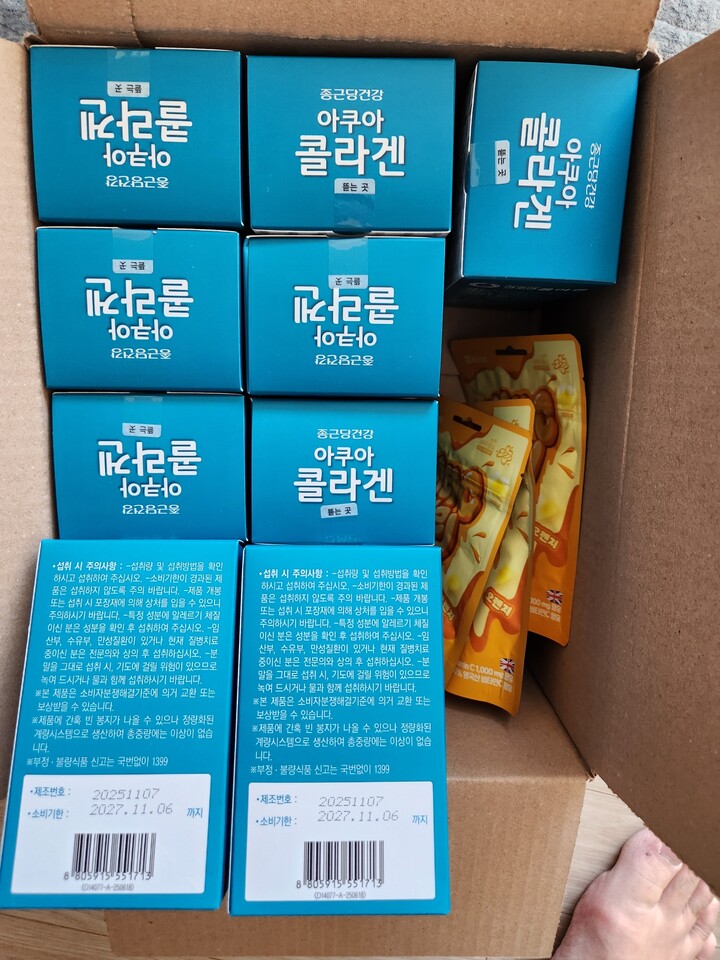 종근당건강
아쿠아
콜라겐
뜯는 곳
종근당건강
아쿠아
콜라겐
뜯는 곳
종근당건강
아쿠아
콜라겐
뜯는 곳
종근당건강
아쿠아
콜라겐
뜯는 곳
종근당건강
아쿠아
콜라겐
뜯는 곳
종근당건강
아쿠아
콜라겐
뜯는 곳
종근당건강
아쿠아
콜라겐
뜯는 곳
오렌지
오렌지
1,000 mg
비타민C
•섭취 시 주의사항 : -섭취량 및 섭취방법을 확인
하시고 섭취하여 주십시오. -소비기한이 경과된 제
품은 섭취하지 않도록 주의 바랍니다. -제품 개봉
또는 섭취 시 포장재에 의해 상처를 입을 수 있으니
주의하시기 바랍니다. -특정 성분에 알레르기 체질
이신 분은 성분을 확인 후 섭취하여 주십시오. -임
산부, 수유부, 만성질환이 있거나 현재 질병치료
중이신 분은 전문의와 상의 후 섭취하십시오. -분
말을 그대로 섭취 시, 기도에 걸릴 위험이 있으므로
녹여 드시거나 물과 함께 섭취하시기 바랍니다.
※본 제품은 소비자분쟁해결기준에 의거 교환 또는
보상받을 수 있습니다.
※제품에 간혹 빈 봉지가 나올 수 있으나 정량화된
계량시스템으로 생산하여 총중량에는 이상이 없습
니다.
※부정·불량식품 신고는 국번없이 1399
•제조번호 : 20251107
•소비기한 : 2027.11.06 까지
8 805915 551713
(D14077-A-250618)
•섭취 시 주의사항 : -섭취량 및 섭취방법을 확인
하시고 섭취하여 주십시오. -소비기한이 경과된 제
품은 섭취하지 않도록 주의 바랍니다. -제품 개봉
또는 섭취 시 포장재에 의해 상처를 입을 수 있으니
주의하시기 바랍니다. -특정 성분에 알레르기 체질
이신 분은 성분을 확인 후 섭취하여 주십시오. -임
산부, 수유부, 만성질환이 있거나 현재 질병치료
중이신 분은 전문의와 상의 후 섭취하십시오. -분
말을 그대로 섭취 시, 기도에 걸릴 위험이 있으므로
녹여 드시거나 물과 함께 섭취하시기 바랍니다.
※본 제품은 소비자분쟁해결기준에 의거 교환 또는
보상받을 수 있습니다.
※제품에 간혹 빈 봉지가 나올 수 있으나 정량화된
계량시스템으로 생산하여 총중량에는 이상이 없습
니다.
※부정·불량식품 신고는 국번없이 1399
•제조번호 : 20251107
•소비기한 : 2027.11.06 까지
8 805915 551713
(D14077-A-250618)